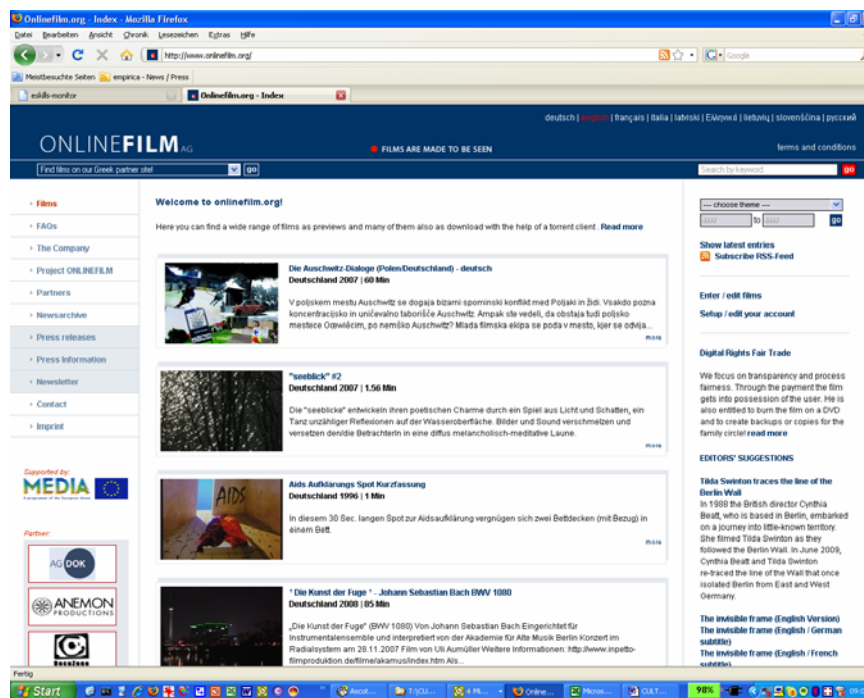 Onlinefilm.org - Index - Mozilla Firefox
Datei Bearbeiten Ansicht Chronik Lesezeichen Extras Hilfe
http://www.onlinefilm.org/
Google
Meistbesuchte Seiten empirica - News / Press
eskills-monitor
Onlinefilm.org - Index
deutsch | english | français | italia | latviski | Ελληνικά | lietuvių | slovenščina | русский
ONLINEFILM AG
FILMS ARE MADE TO BE SEEN
terms and conditions
Find films on our Greek partner site!
go
Search by keyword
go
Films
FAQs
The Company
Project ONLINEFILM
Partners
Newsarchive
Press releases
Press Information
Newsletter
Contact
Imprint
Supported by:
MEDIA
Partner:
AG DOK
ANEMON
PRODUCTIONS
Welcome to onlinefilm.org!
Here you can find a wide range of films as previews and many of them also as download with the help of a torrent client . Read more
Die Auschwitz-Dialoge (Polen/Deutschland) - deutsch
Deutschland 2007 | 60 Min
V poljskem mestu Auschwitz se dogaja bizarni spominski konflikt med Poljaki in židi. Vsakdo pozna
koncentracijsko in uničevalno taborišče Auschwitz. Ampak ste vedeli, da obstaja tudi poljsko
mestece Oœwiêcim, po nemško Auschwitz? Mlada filmska ekipa se poda v mesto, kjer se odvija...
more
"seeblick" #2
Deutschland 2007 | 1.56 Min
Die "seeblicke" entwickeln ihren poetischen Charme durch ein Spiel aus Licht und Schatten, ein
Tanz unzähliger Reflexionen auf der Wasseroberfläche. Bilder und Sound verschmelzen und
versetzen den/die BetrachterIn in eine diffus melancholisch-meditative Laune.
more
AIDS
Aids Aufklärungs Spot Kurzfassung
Deutschland 1996 | 1 Min
In diesem 30 Sec. langen Spot zur Aidsaufklärung vergnügen sich zwei Bettdecken (mit Bezug) in
einem Bett.
more
' Die Kunst der Fuge ' - Johann Sebastian Bach BWV 1080
Deutschland 2008 | 85 Min
„Die Kunst der Fuge" (BWV 1080) Von Johann Sebastian Bach Eingerichtet für
Instrumentalensemble und interpretiert von der Akademie für Alte Musik Berlin Konzert im
Radialsystem am 28.11.2007 Film von Uli Aumüller Weitere Informationen: http://www.inpetto-
filmproduktion.de/filme/akamus/index.htm Als...
--- choose theme ---
JJJJ to JJJJ go
Show latest entries
Subscribe RSS-Feed
Enter / edit films
Setup / edit your account
Digital Rights Fair Trade
We focus on transparency and process
fairness. Through the payment the film
gets into possession of the user. He is
also entitled to burn the film on a DVD
and to create backups or copies for the
family circle! read more
EDITORS' SUGGESTIONS
Tilda Swinton traces the line of the
Berlin Wall
In 1988 the British director Cynthia
Beatt, who is based in Berlin, embarked
on a journey into little-known territory.
She filmed Tilda Swinton as they
followed the Berlin Wall. In June 2009,
Cynthia Beatt and Tilda Swinton
re-traced the line of the Wall that once
isolated Berlin from East and West
Germany.
The invisible frame (English Version)
The invisible frame (English / German
subtitle)
The invisible frame (English / French
subtitle)
Fertig
Start
Ascot...
T:\CU...
4 Mi...
Online...
Micros...
CULT...
98%